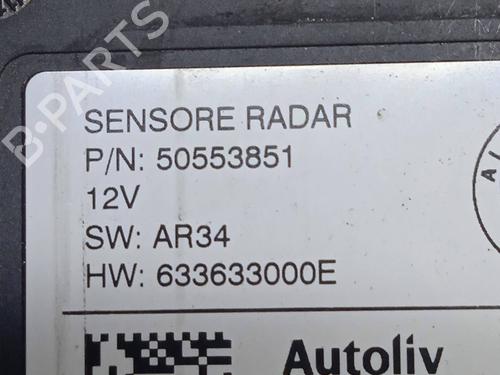 B-PARTS
SENSORE RADAR
P/N: 50553851
12V
SW: AR34
HW: 633633000E
Autoliv